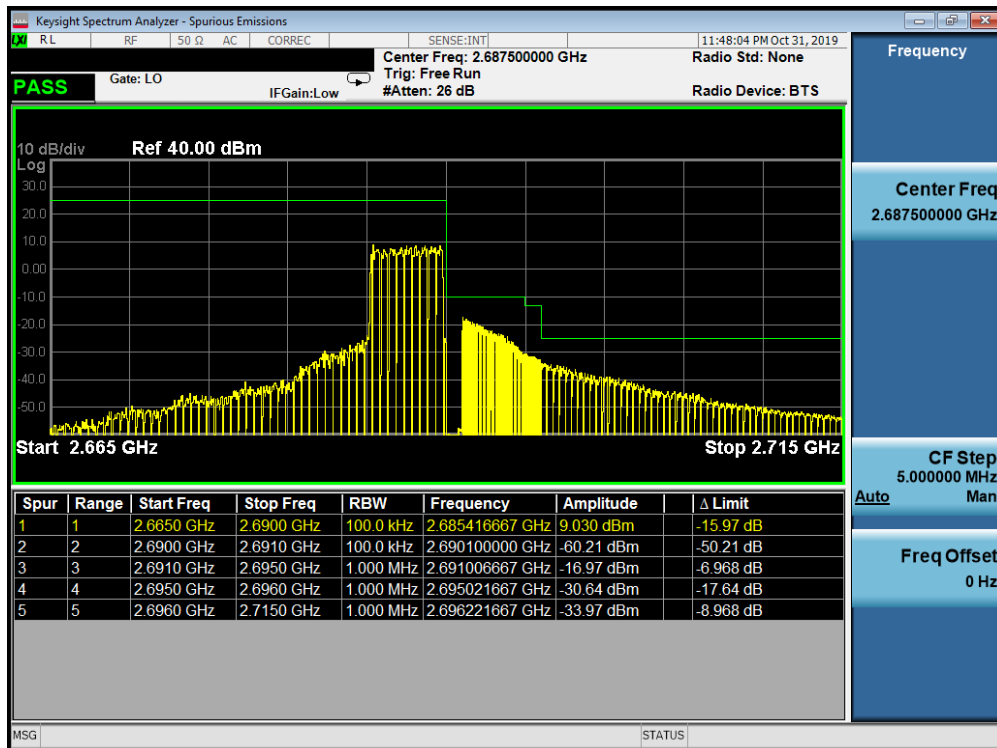 Keysight Spectrum Analyzer - Spurious Emissions
LXI RL RF 50 Ω AC CORREC SENSE:INT 11:48:04 PM Oct 31, 2019
Center Freq: 2.687500000 GHz Radio Std: None
PASS Gate: LO Trig: Free Run
IFGain:Low #Atten: 26 dB Radio Device: BTS
Frequency
10 dB/div Ref 40.00 dBm
Log
30.0
20.0
10.0
0.00
-10.0
-20.0
-30.0
-40.0
-50.0
Start 2.665 GHz Stop 2.715 GHz
Center Freq
2.687500000 GHz
CF Step
5.000000 MHz
Auto Man
Freq Offset
0 Hz
Spur Range Start Freq Stop Freq RBW Frequency Amplitude Δ Limit
1 1 2.6650 GHz 2.6900 GHz 100.0 kHz 2.685416667 GHz 9.030 dBm -15.97 dB
2 2 2.6900 GHz 2.6910 GHz 100.0 kHz 2.690100000 GHz -60.21 dBm -50.21 dB
3 3 2.6910 GHz 2.6950 GHz 1.000 MHz 2.691006667 GHz -16.97 dBm -6.968 dB
4 4 2.6950 GHz 2.6960 GHz 1.000 MHz 2.695021667 GHz -30.64 dBm -17.64 dB
5 5 2.6960 GHz 2.7150 GHz 1.000 MHz 2.696221667 GHz -33.97 dBm -8.968 dB
MSG STATUS